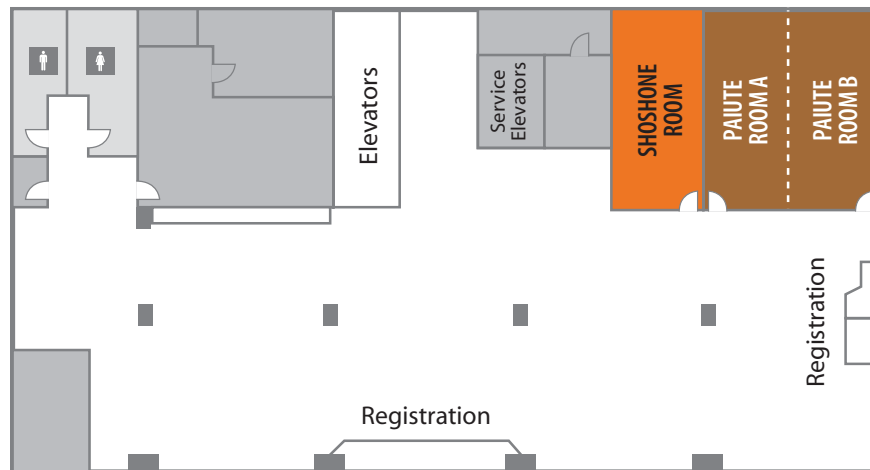 Elevators
Service
Elevators
SHOSHONE
ROOM
PAIUTE
ROOM A
PAIUTE
ROOM B
Registration
Registration